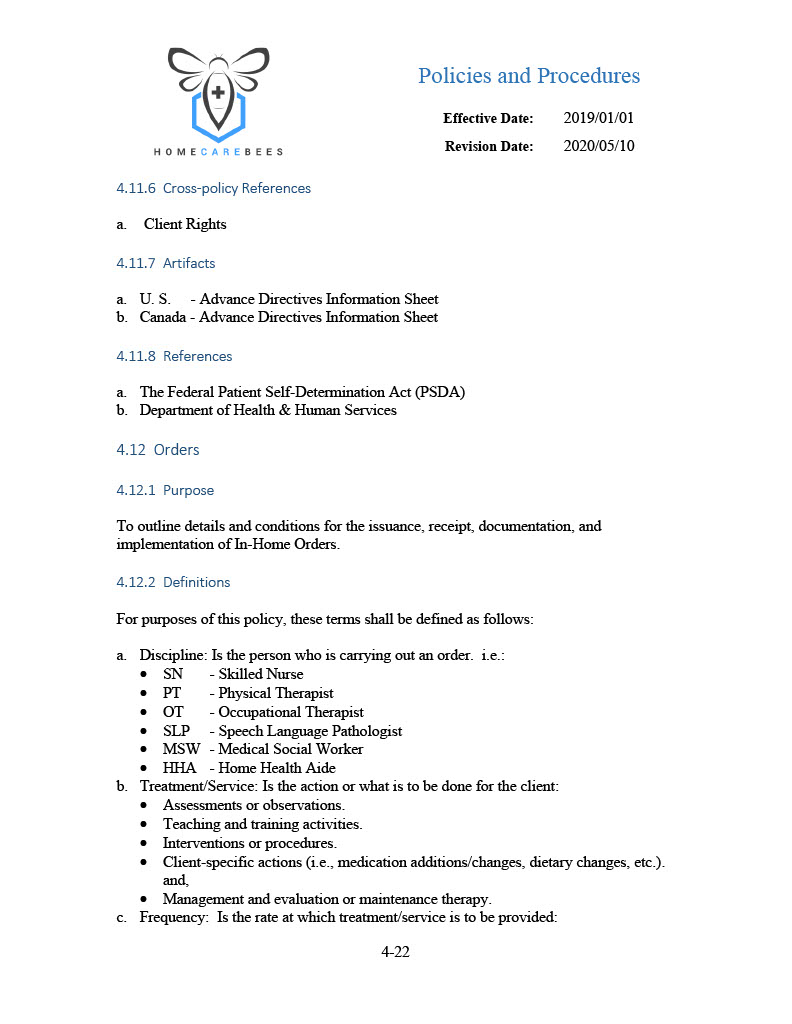 HOMECAREBEES
Policies and Procedures
Effective Date: 2019/01/01
Revision Date: 2020/05/10
4.11.6 Cross-policy References
a. Client Rights
4.11.7 Artifacts
a. U. S. - Advance Directives Information Sheet
b. Canada - Advance Directives Information Sheet
4.11.8 References
a. The Federal Patient Self-Determination Act (PSDA)
b. Department of Health & Human Services
4.12 Orders
4.12.1 Purpose
To outline details and conditions for the issuance, receipt, documentation, and
implementation of In-Home Orders.
4.12.2 Definitions
For purposes of this policy, these terms shall be defined as follows:
a. Discipline: Is the person who is carrying out an order. i.e.:
• SN - Skilled Nurse
• PT - Physical Therapist
• OT - Occupational Therapist
• SLP - Speech Language Pathologist
• MSW - Medical Social Worker
• HHA - Home Health Aide
b. Treatment/Service: Is the action or what is to be done for the client:
• Assessments or observations.
• Teaching and training activities.
• Interventions or procedures.
• Client-specific actions (i.e., medication additions/changes, dietary changes, etc.).
and,
• Management and evaluation or maintenance therapy.
c. Frequency: Is the rate at which treatment/service is to be provided:
4-22